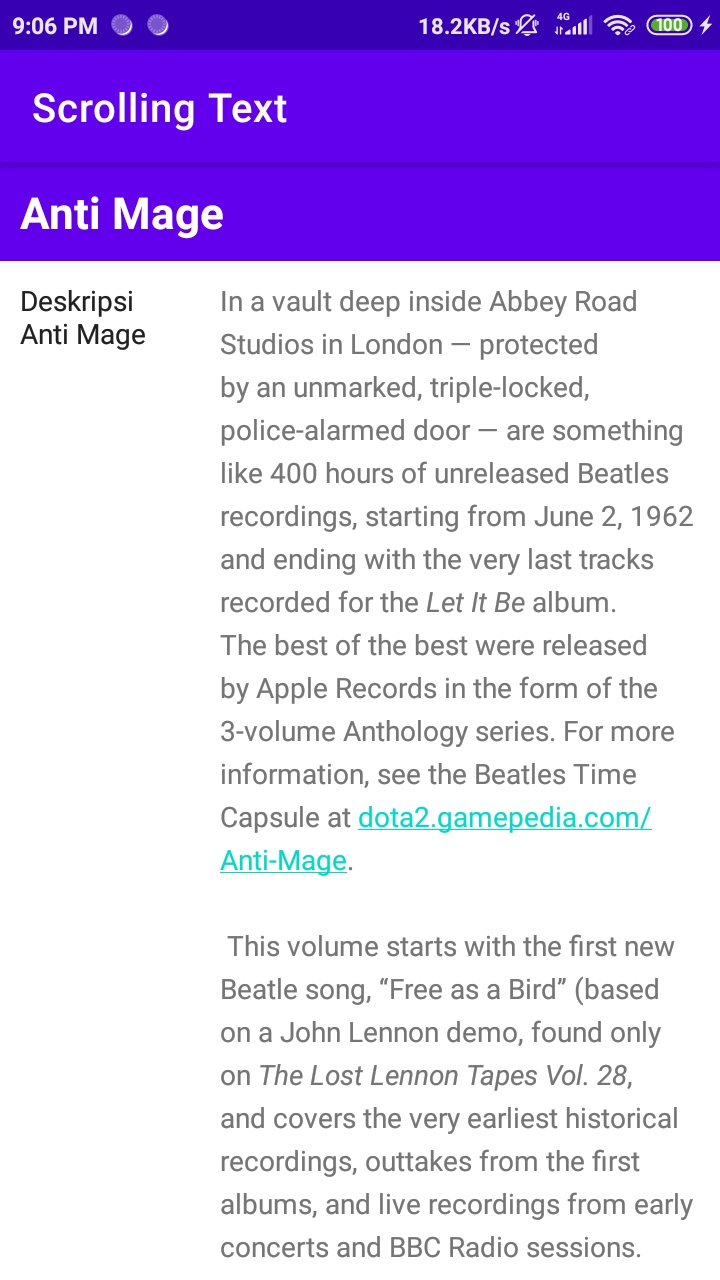 9:06 PM 18.2KB/s 4G 100
Scrolling Text
Anti Mage
Deskripsi
Anti Mage
In a vault deep inside Abbey Road
Studios in London — protected
by an unmarked, triple-locked,
police-alarmed door — are something
like 400 hours of unreleased Beatles
recordings, starting from June 2, 1962
and ending with the very last tracks
recorded for the Let It Be album.
The best of the best were released
by Apple Records in the form of the
3-volume Anthology series. For more
information, see the Beatles Time
Capsule at dota2.gamepedia.com/
Anti-Mage.
This volume starts with the first new
Beatle song, “Free as a Bird” (based
on a John Lennon demo, found only
on The Lost Lennon Tapes Vol. 28,
and covers the very earliest historical
recordings, outtakes from the first
albums, and live recordings from early
concerts and BBC Radio sessions.